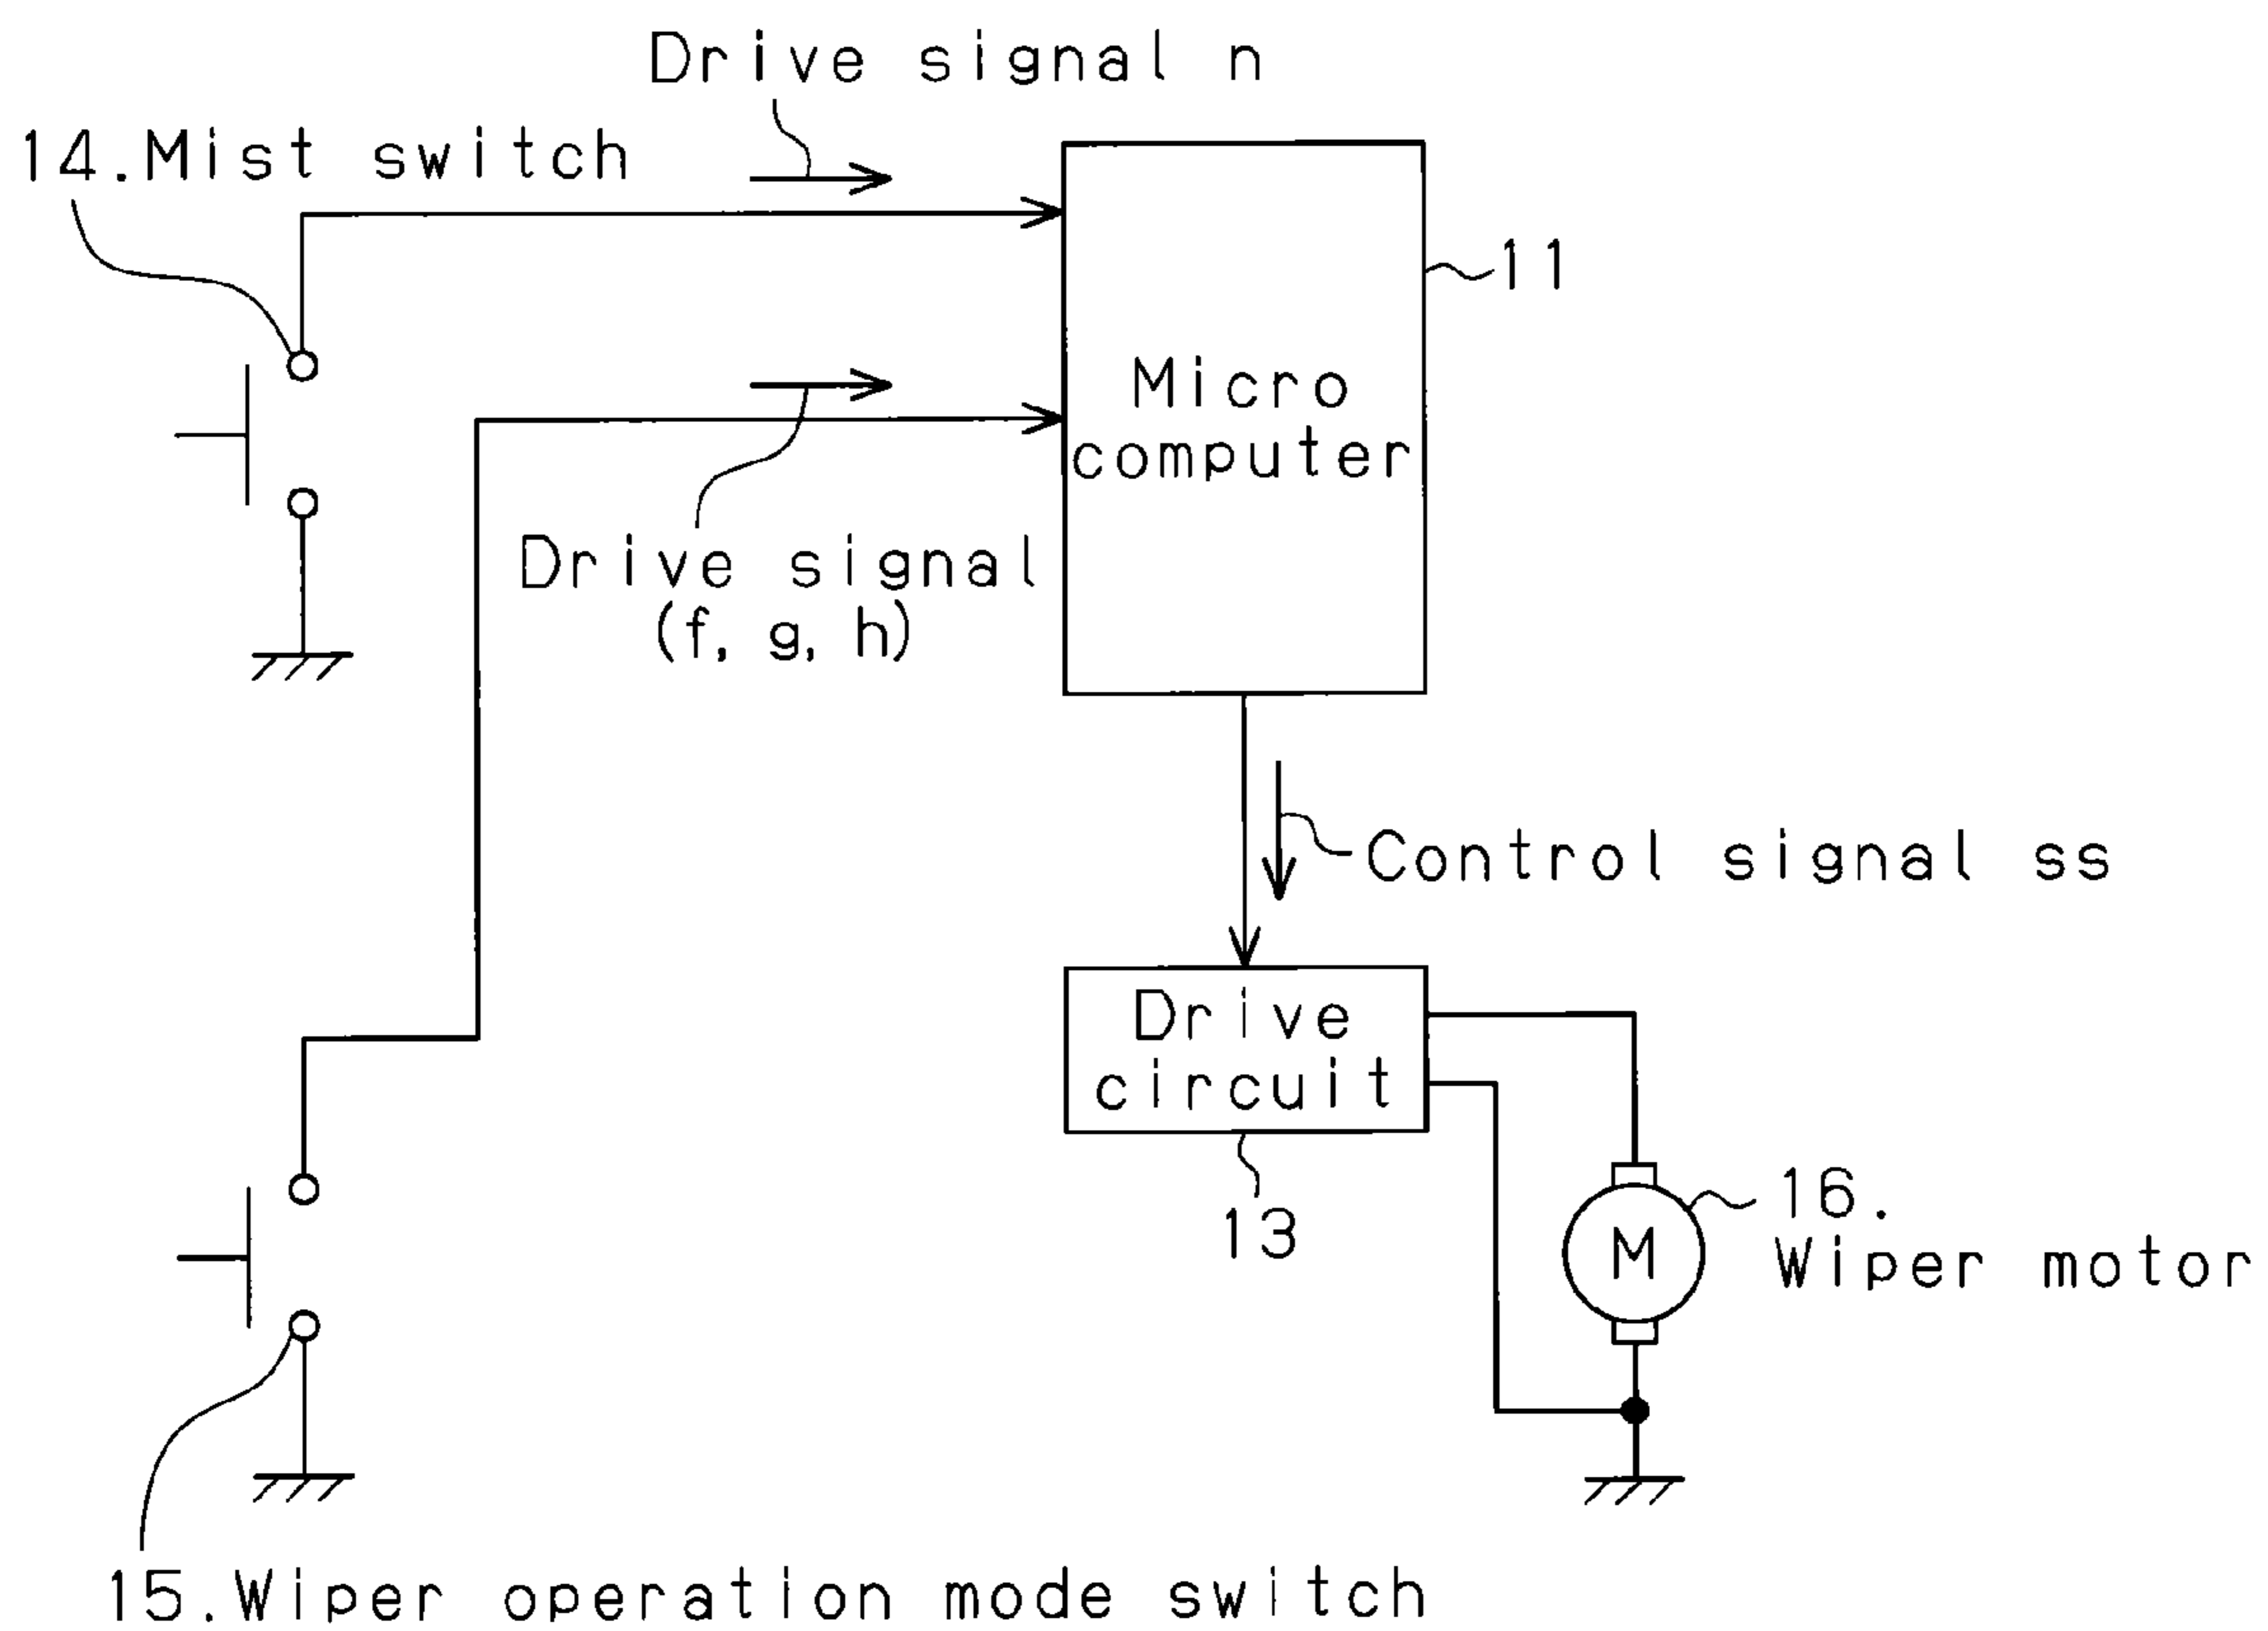 Drive signal n
14.Mist switch
11
Micro
computer
Drive signal
(f, g, h)
Control signal ss
Drive
circuit
13
16.
Wiper motor
M
15.Wiper operation mode switch